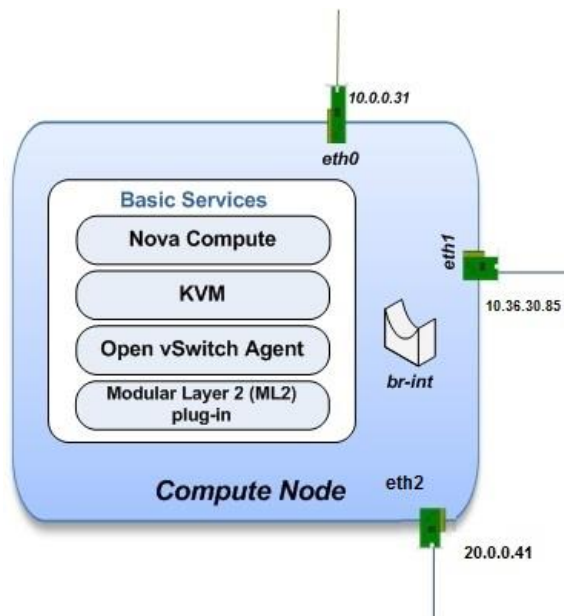 10.0.0.31
eth0
Basic Services
Nova Compute
KVM
Open vSwitch Agent
Modular Layer 2 (ML2)
plug-in
eth1
10.36.30.85
br-int
Compute Node
eth2
20.0.0.41